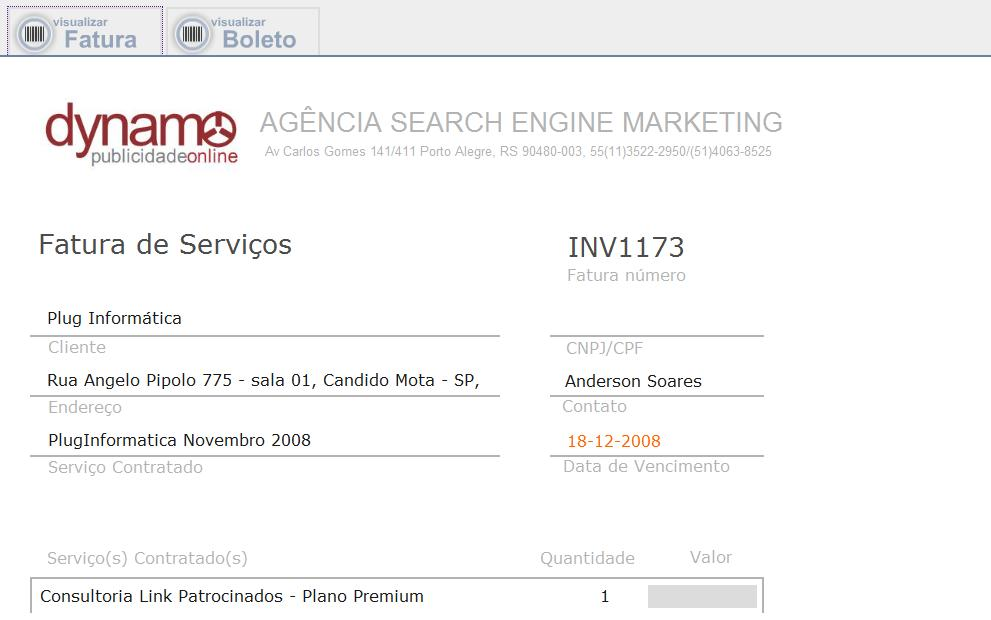 visualizar
Fatura
visualizar
Boleto
dynamo
publicidadeonline
AGÊNCIA SEARCH ENGINE MARKETING
Av Carlos Gomes 141/411 Porto Alegre, RS 90480-003, 55(11)3522-2950/(51)4063-8525
Fatura de Serviços
INV1173
Fatura número
Plug Informática
Cliente
CNPJ/CPF
Rua Angelo Pipolo 775 - sala 01, Candido Mota - SP,
Anderson Soares
Endereço
Contato
PlugInformatica Novembro 2008
18-12-2008
Serviço Contratado
Data de Vencimento
Serviço(s) Contratado(s) Quantidade Valor
Consultoria Link Patrocinados - Plano Premium 1